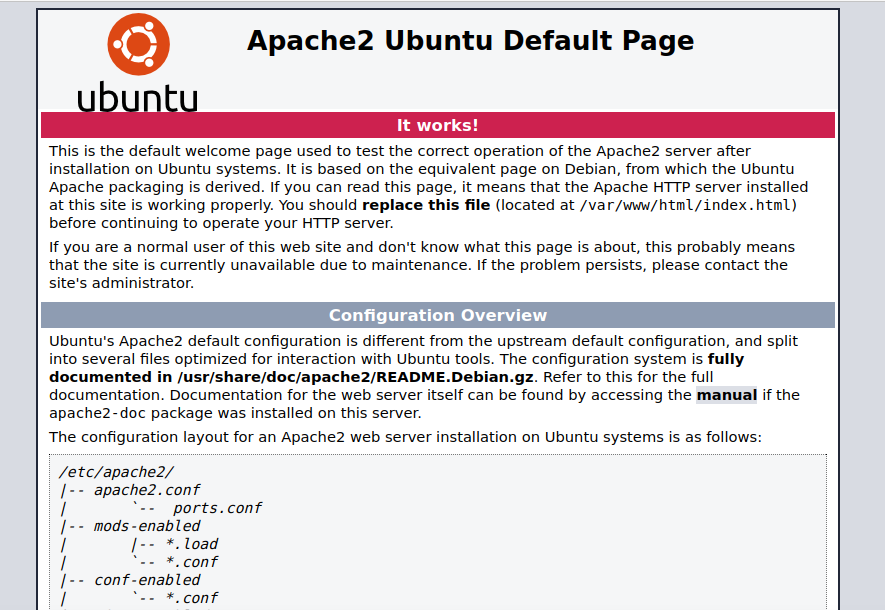 ubuntu
Apache2 Ubuntu Default Page
It works!
This is the default welcome page used to test the correct operation of the Apache2 server after
installation on Ubuntu systems. It is based on the equivalent page on Debian, from which the Ubuntu
Apache packaging is derived. If you can read this page, it means that the Apache HTTP server installed
at this site is working properly. You should replace this file (located at /var/www/html/index.html)
before continuing to operate your HTTP server.
If you are a normal user of this web site and don't know what this page is about, this probably means
that the site is currently unavailable due to maintenance. If the problem persists, please contact the
site's administrator.
Configuration Overview
Ubuntu's Apache2 default configuration is different from the upstream default configuration, and split
into several files optimized for interaction with Ubuntu tools. The configuration system is fully
documented in /usr/share/doc/apache2/README.Debian.gz. Refer to this for the full
documentation. Documentation for the web server itself can be found by accessing the manual if the
apache2-doc package was installed on this server.
The configuration layout for an Apache2 web server installation on Ubuntu systems is as follows:
/etc/apache2/
|-- apache2.conf
|       `--  ports.conf
|-- mods-enabled
|       |-- *.load
|       `-- *.conf
|-- conf-enabled
|       `-- *.conf